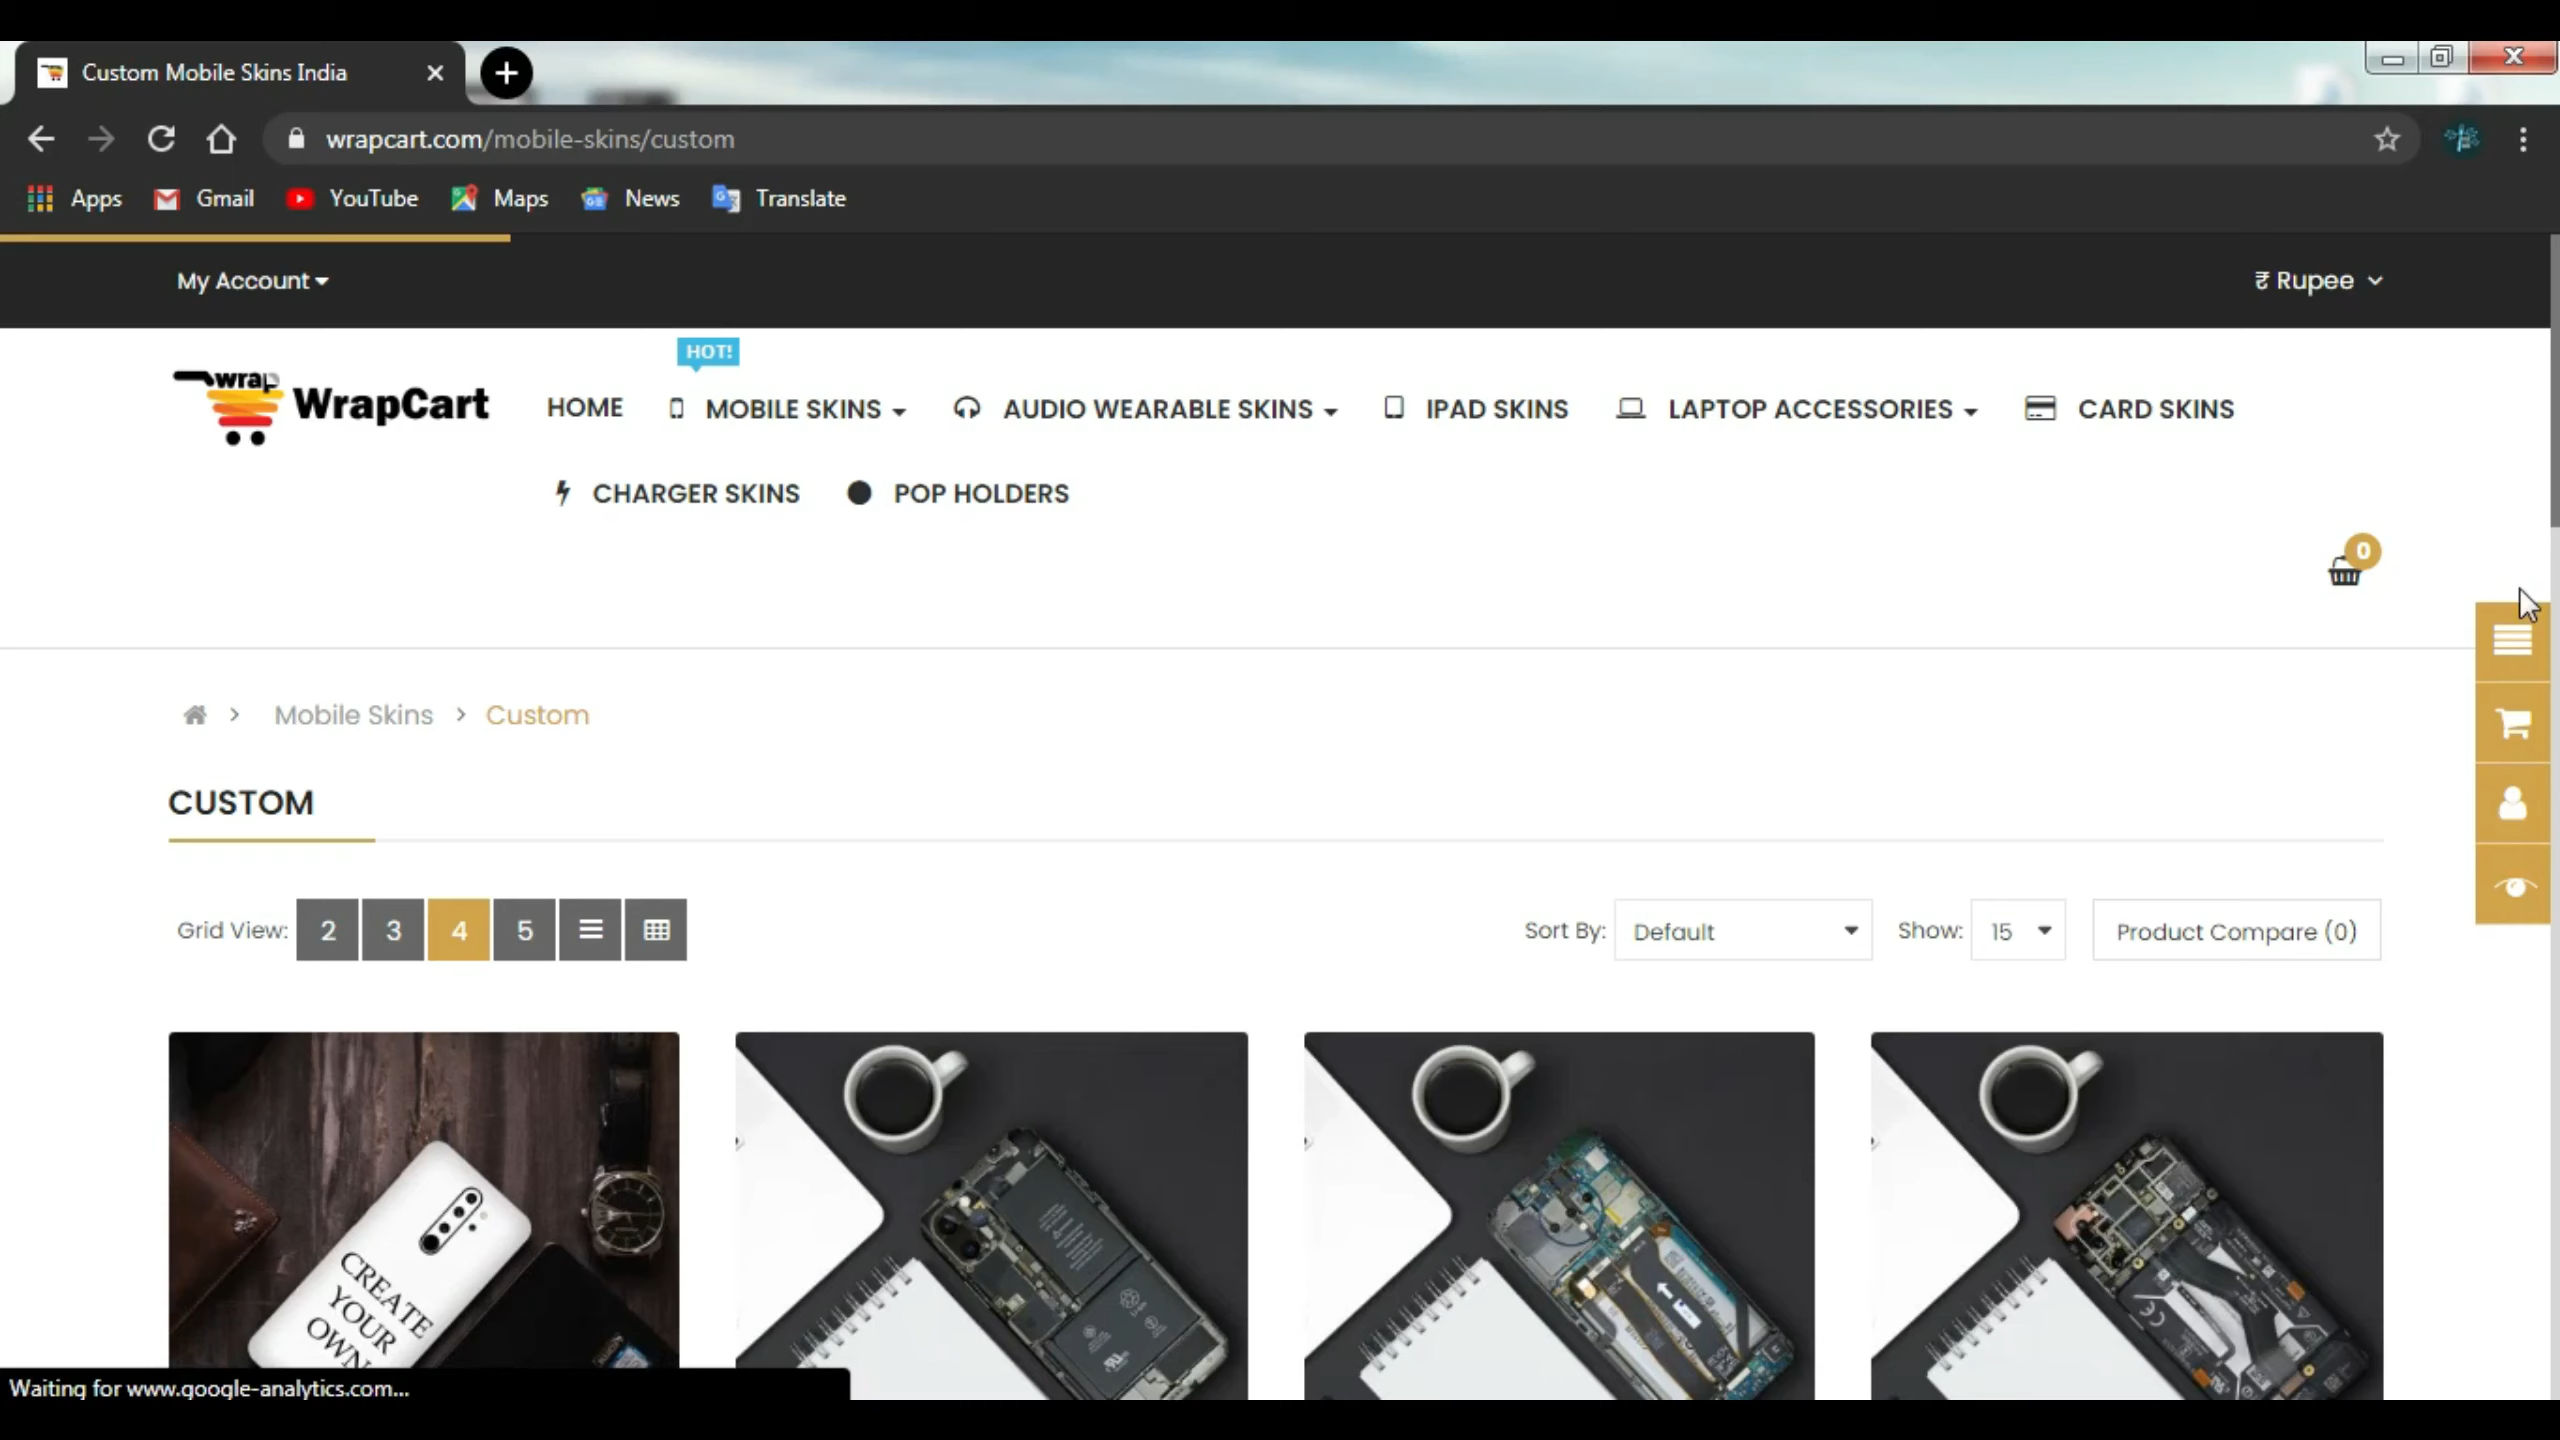 Custom Mobile Skins India
wrapcart.com/mobile-skins/custom
Apps Gmail YouTube Maps News Translate
My Account ₹ Rupee
HOT!
wrap WrapCart HOME MOBILE SKINS AUDIO WEARABLE SKINS IPAD SKINS LAPTOP ACCESSORIES CARD SKINS
CHARGER SKINS POP HOLDERS
0
Mobile Skins Custom
CUSTOM
Grid View: 2 3 4 5 Sort By: Default Show: 15 Product Compare (0)
CREATE
YOUR
OWN
Waiting for www.google-analytics.com...